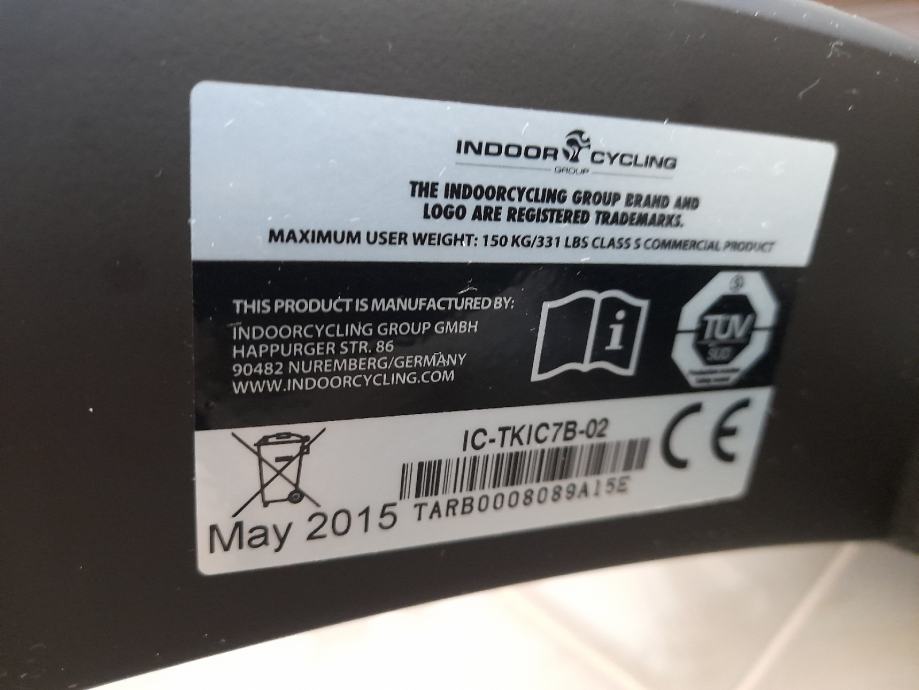 INDOOR CYCLING
GROUP
THE INDOORCYCLING GROUP BRAND AND
LOGO ARE REGISTERED TRADEMARKS.
MAXIMUM USER WEIGHT: 150 KG/331 LBS CLASS S COMMERCIAL PRODUCT
THIS PRODUCT IS MANUFACTURED BY:
INDOORCYCLING GROUP GMBH
HAPPURGER STR. 86
90482 NUREMBERG/GERMANY
WWW.INDOORCYCLING.COM
i
S
TÜV
SÜD
IC-TKIC7B-02
CE
TARB0008089A15E
May 2015